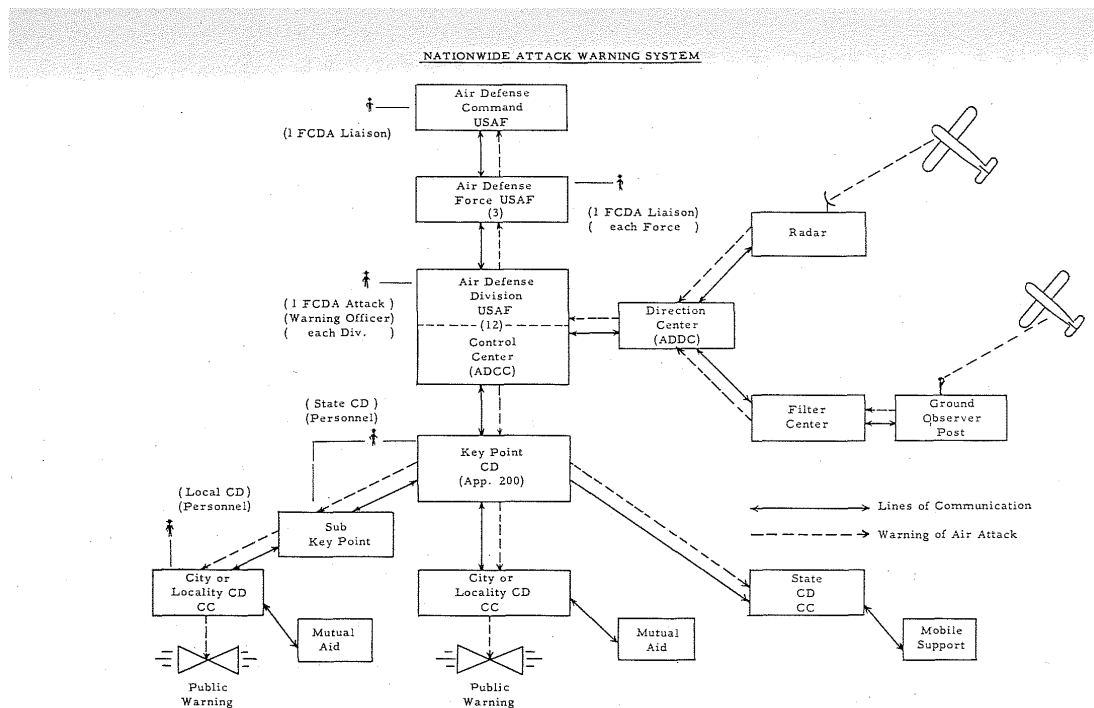 NATIONWIDE ATTACK WARNING SYSTEM
Air Defense
Command
USAF
(1 FCDA Liaison)
Air Defense
Force USAF
(3)
(1 FCDA Liaison)
( each Force )
Radar
Air Defense
Division
USAF
(12)
Control
Center
(ADCC)
(1 FCDA Attack)
(Warning Officer)
( each Div. )
Direction
Center
(ADDC)
Filter
Center
Ground
Observer
Post
(State CD)
(Personnel)
Key Point
CD
(App. 200)
(Local CD)
(Personnel)
Sub
Key Point
Lines of Communication
Warning of Air Attack
City or
Locality CD
CC
Mutual
Aid
Public
Warning
City or
Locality CD
CC
Mutual
Aid
Public
Warning
State
CD
CC
Mobile
Support